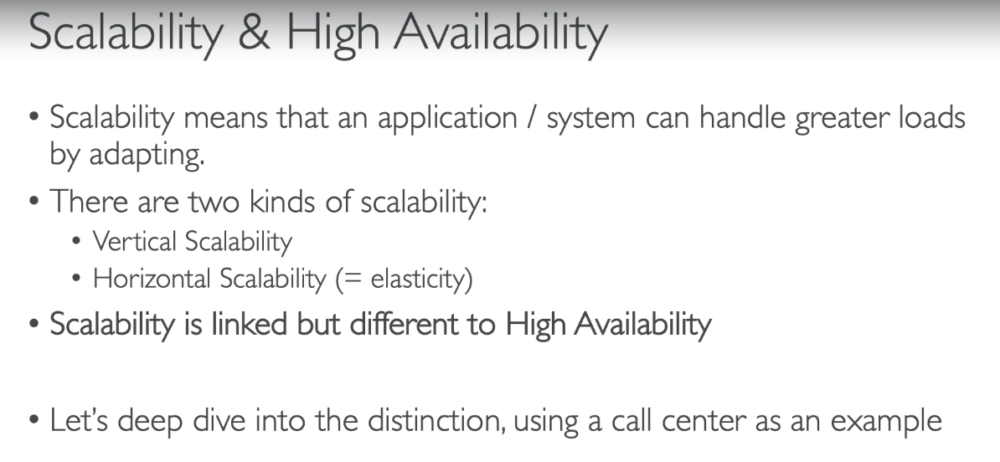 Scalability & High Availability
• Scalability means that an application / system can handle greater loads
by adapting.
• There are two kinds of scalability:
• Vertical Scalability
• Horizontal Scalability (= elasticity)
• Scalability is linked but different to High Availability
• Let's deep dive into the distinction, using a call center as an example